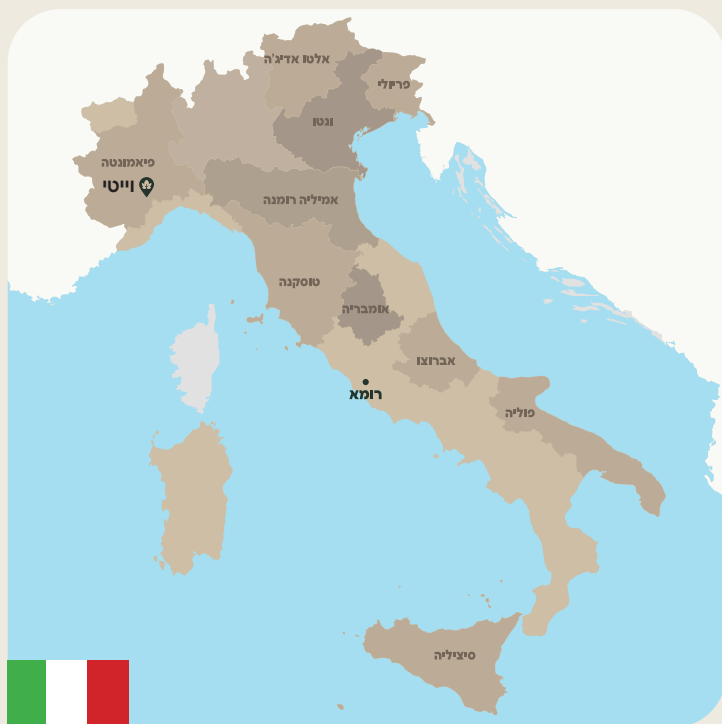 אלטו אדיג'ה
פריולי
ונטו
פיאמונטה
וייטי
אמיליה רומנה
טוסקנה
אומבריה
אברוצו
רומא
פוליה
סיציליה